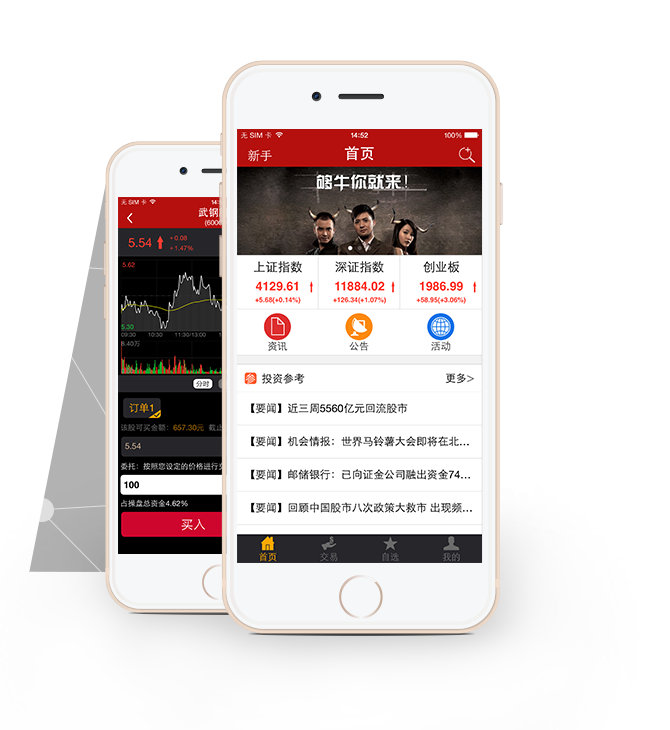 无 SIM 卡
14:52
100%
新手
首页
够牛你就来!
上证指数
深证指数
创业板
4129.61
11884.02
1986.99
+5.68(+0.14%)
+126.34(+1.07%)
+58.95(+3.06%)
资讯
公告
活动
参 投资参考
更多>
【要闻】近三周5560亿元回流股市
【要闻】机会情报：世界马铃薯大会即将在北...
【要闻】邮储银行：已向证金公司融出资金74...
【要闻】回顾中国股市八次政策大救市 出现频...
首页
交易
自选
我的
无 SIM 卡
武钢
5.54
+0.08
+1.47%
5.62
5.30
09:30
10:30
11:30/13:00
分时
订单1
该股可买金额：657.30元
5.54
委托：按照您设定的价格进行
100
占操盘总资金4.62%
买入